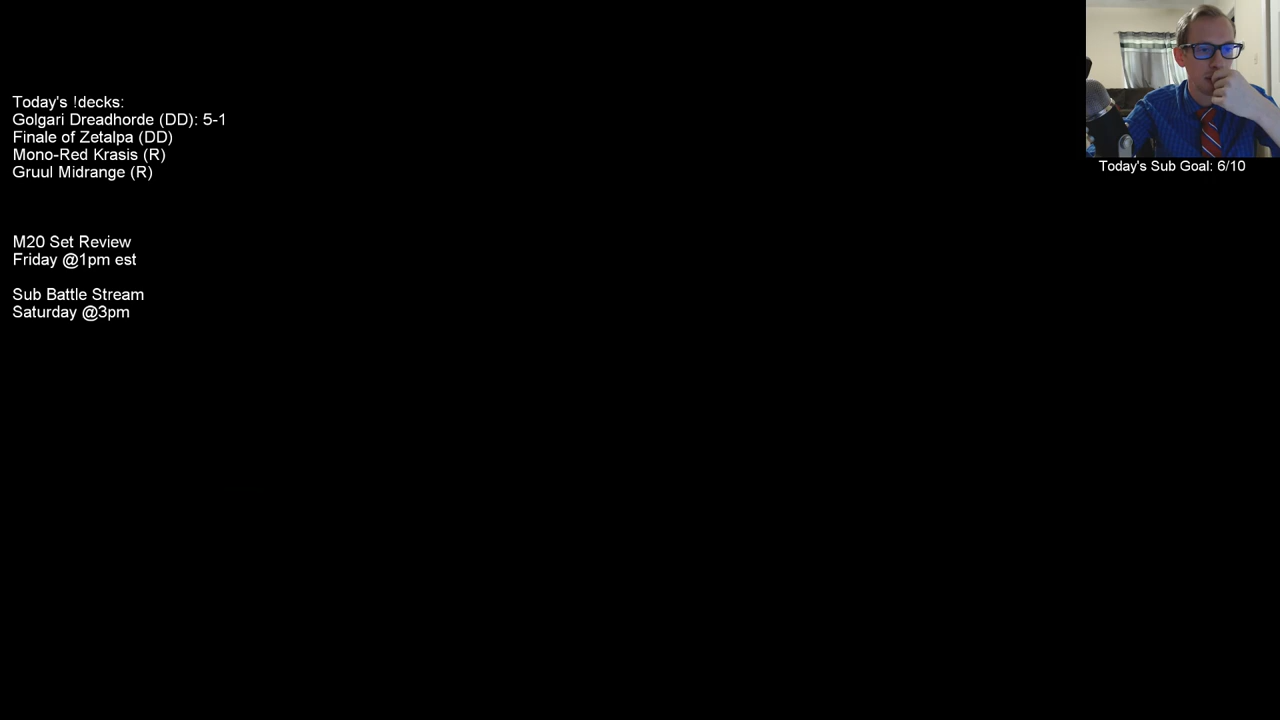 Today's !decks:
Golgari Dreadhorde (DD): 5-1
Finale of Zetalpa (DD)
Mono-Red Krasis (R)
Gruul Midrange (R)
M20 Set Review
Friday @1pm est
Sub Battle Stream
Saturday @3pm
Today's Sub Goal: 6/10